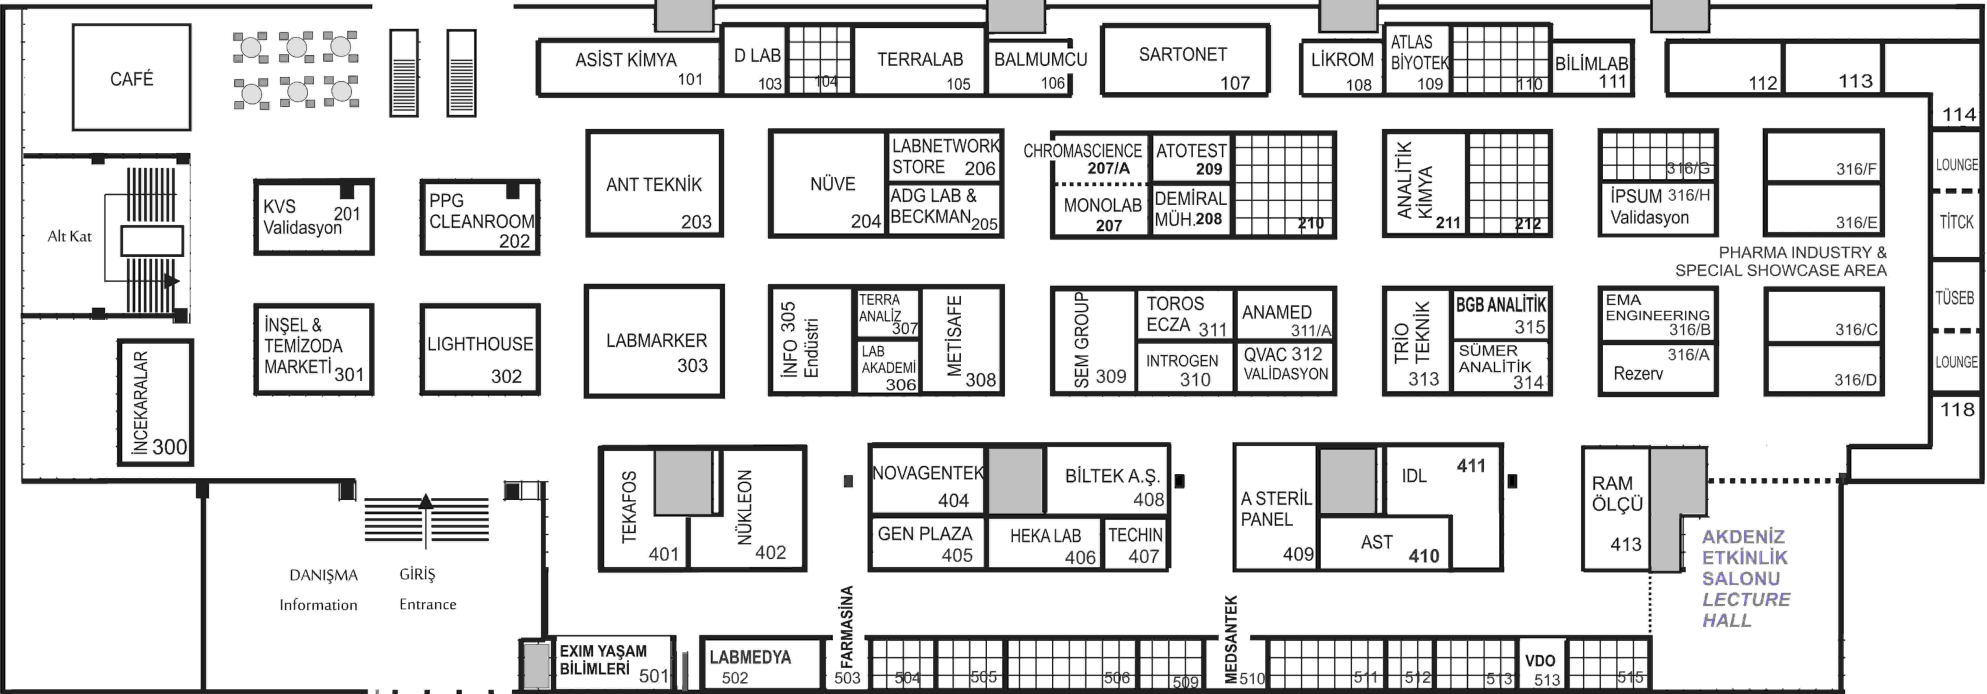 CAFÉ
ASİST KİMYA
101
D LAB
103
104
TERRALAB
105
BALMUMCU
106
SARTONET
107
LİKROM
108
ATLAS
BİYOTEK
109
110
BİLİMLAB
111
112
113
114
Alt Kat
KVS
201
Validasyon
PPG
CLEANROOM
202
ANT TEKNİK
203
NÜVE
204
LABNETWORK
STORE 206
ADG LAB &
BECKMAN 205
CHROMASCIENCE
207/A
MONOLAB
207
ATOTEST
209
DEMİRAL
MÜH. 208
210
ANALİTİK
KİMYA
211
212
316/G
İPSUM 316/H
Validasyon
316/F
316/E
LOUNGE
TİTCK
TÜSEB
LOUNGE
118
PHARMA INDUSTRY &
SPECIAL SHOWCASE AREA
İNCEKARALAR
300
İNŞEL &
TEMİZODA
MARKETİ 301
LIGHTHOUSE
302
LABMARKER
303
İNFO 305
Endüstri
TERRA
ANALİZ
307
LAB
AKADEMİ
306
METİSAFE
308
SEM GROUP
309
TOROS
ECZA 311
INTROGEN
310
ANAMED
311/A
QVAC 312
VALİDASYON
TRİO
TEKNİK
313
BGB ANALİTİK
315
SÜMER
ANALİTİK
314
EMA
ENGINEERING
316/B
316/A
Rezerv
316/C
316/D
TEKAFOS
401
NÜKLEON
402
NOVAGENTEK
404
GEN PLAZA
405
BİLTEK A.Ş.
408
HEKA LAB
406
TECHIN
407
A STERİL
PANEL
409
IDL
411
AST
410
RAM
ÖLÇÜ
413
AKDENİZ
ETKİNLİK
SALONU
LECTURE
HALL
DANIŞMA
Information
GİRİŞ
Entrance
EXIM YAŞAM
BİLİMLERİ
501
LABMEDYA
502
FARMASİNA
503
504
505
506
509
MEDSANTEK
510
511
512
513
VDO
513
515